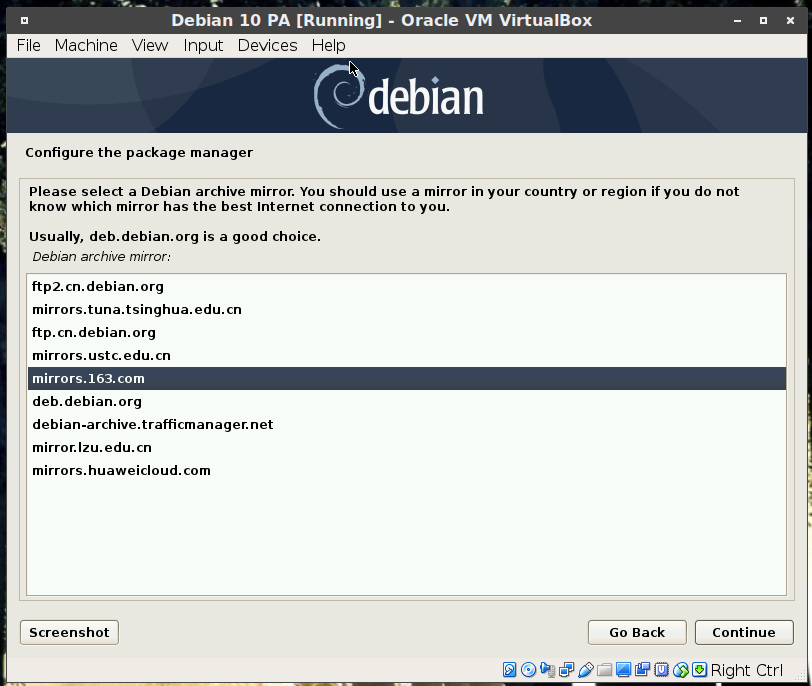 Debian 10 PA [Running] - Oracle VM VirtualBox
File Machine View Input Devices Help
debian
Configure the package manager
Please select a Debian archive mirror. You should use a mirror in your country or region if you do not
know which mirror has the best Internet connection to you.
Usually, deb.debian.org is a good choice.
Debian archive mirror:
ftp2.cn.debian.org
mirrors.tuna.tsinghua.edu.cn
ftp.cn.debian.org
mirrors.ustc.edu.cn
mirrors.163.com
deb.debian.org
debian-archive.trafficmanager.net
mirror.lzu.edu.cn
mirrors.huaweicloud.com
Screenshot Go Back Continue
Right Ctrl